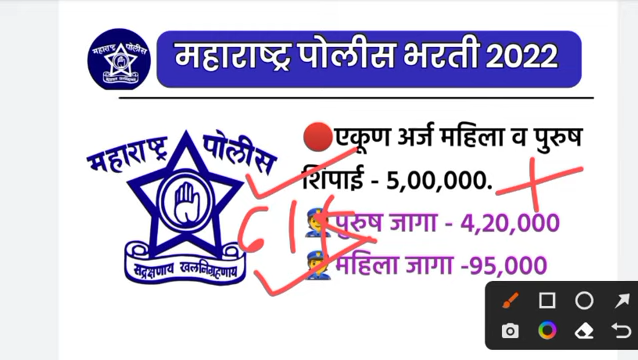 महाराष्ट्र पोलीस भरती 2022
महाराष्ट्र पोलीस
🔴एकूण अर्ज महिला व पुरुष
शिपाई - 5,00,000.
पुरुष जागा - 4,20,000
महिला जागा -95,000
सद्रक्षणाय खलनिग्रहणाय